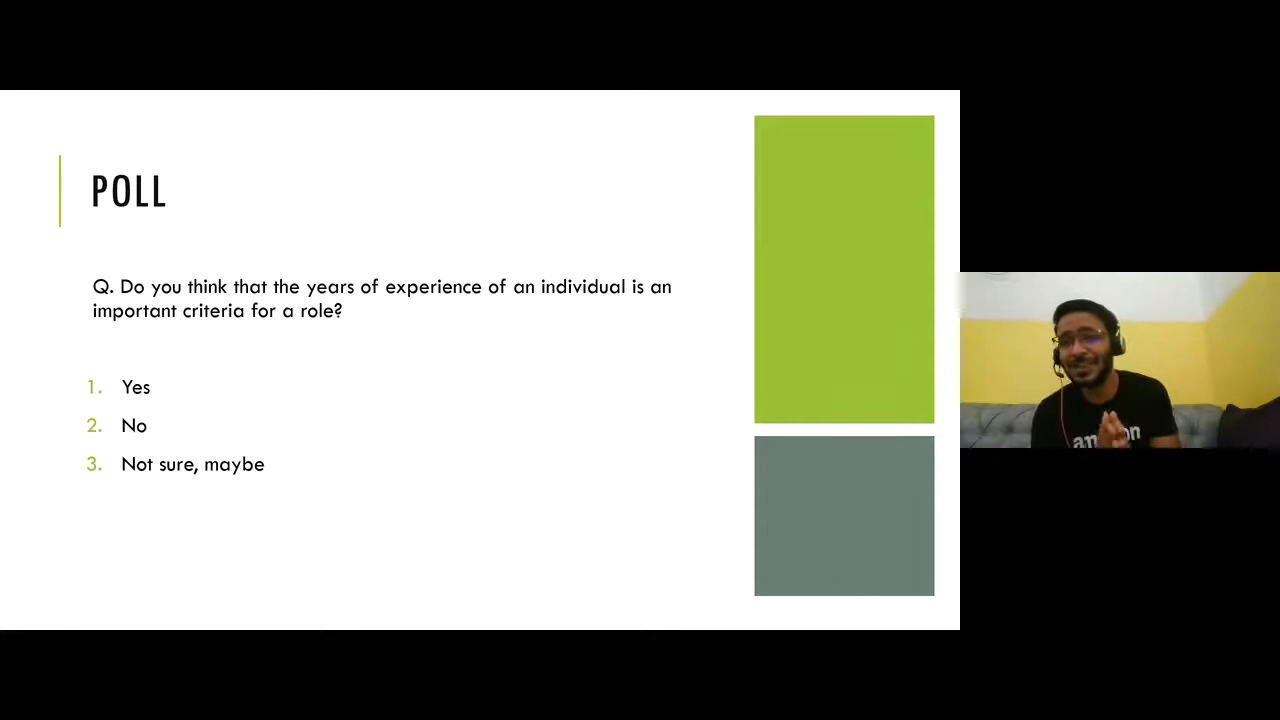 POLL
Q. Do you think that the years of experience of an individual is an
important criteria for a role?
1. Yes
2. No
3. Not sure, maybe